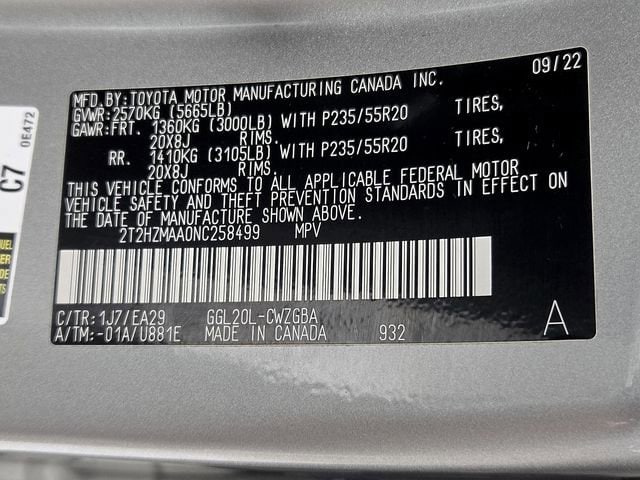 09/22
MFD.BY:TOYOTA MOTOR MANUFACTURING CANADA INC.
GVWR:2570KG (5665LB)
GAWR:FRT. 1360KG (3000LB) WITH P235/55R20 TIRES,
20X8J RIMS.
RR. 1410KG (3105LB) WITH P235/55R20 TIRES,
20X8J RIMS.
THIS VEHICLE CONFORMS TO ALL APPLICABLE FEDERAL MOTOR
VEHICLE SAFETY AND THEFT PREVENTION STANDARDS IN EFFECT ON
THE DATE OF MANUFACTURE SHOWN ABOVE.
2T2HZMAA0NC258499 MPV
C/TR:1J7/EA29 GGL20L-CWZGBA
A/TM:-01A/U881E MADE IN CANADA 932
A
C7
0E472